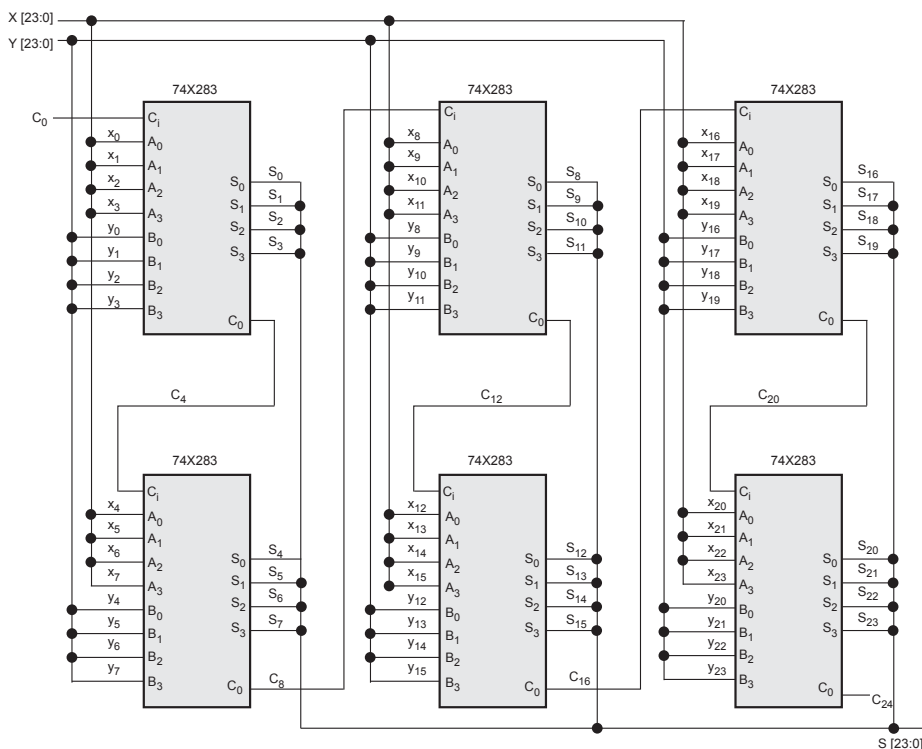 X [23:0]
Y [23:0]
74X283
C₀
Cᵢ
x₀ A₀
x₁ A₁
x₂ A₂
x₃ A₃
y₀ B₀
y₁ B₁
y₂ B₂
y₃ B₃
S₀ S₀
S₁ S₁
S₂ S₂
S₃ S₃
C₀
C₄
74X283
Cᵢ
x₈ A₀
x₉ A₁
x₁₀ A₂
x₁₁ A₃
y₈ B₀
y₉ B₁
y₁₀ B₂
y₁₁ B₃
S₀ S₈
S₁ S₉
S₂ S₁₀
S₃ S₁₁
C₀
C₁₂
74X283
Cᵢ
x₁₆ A₀
x₁₇ A₁
x₁₈ A₂
x₁₉ A₃
y₁₆ B₀
y₁₇ B₁
y₁₈ B₂
y₁₉ B₃
S₀ S₁₆
S₁ S₁₇
S₂ S₁₈
S₃ S₁₉
C₀
C₂₀
74X283
Cᵢ
x₄ A₀
x₅ A₁
x₆ A₂
x₇ A₃
y₄ B₀
y₅ B₁
y₆ B₂
y₇ B₃
S₀ S₄
S₁ S₅
S₂ S₆
S₃ S₇
C₀ C₈
74X283
Cᵢ
x₁₂ A₀
x₁₃ A₁
x₁₄ A₂
x₁₅ A₃
y₁₂ B₀
y₁₃ B₁
y₁₄ B₂
y₁₅ B₃
S₀ S₁₂
S₁ S₁₃
S₂ S₁₄
S₃ S₁₅
C₀ C₁₆
74X283
Cᵢ
x₂₀ A₀
x₂₁ A₁
x₂₂ A₂
x₂₃ A₃
y₂₀ B₀
y₂₁ B₁
y₂₂ B₂
y₂₃ B₃
S₀ S₂₀
S₁ S₂₁
S₂ S₂₂
S₃ S₂₃
C₀ C₂₄
S [23:0]